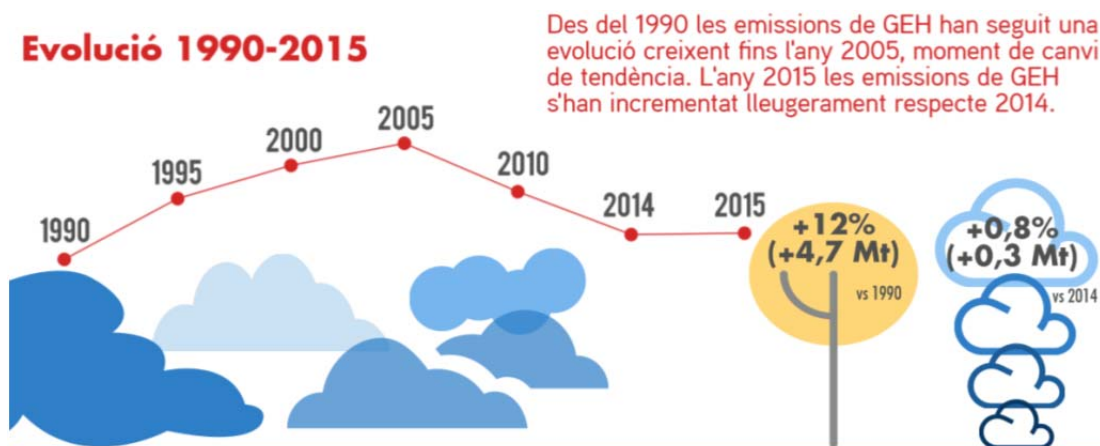 Evolució 1990-2015
Des del 1990 les emissions de GEH han seguit una
evolució creixent fins l'any 2005, moment de canvi
de tendència. L'any 2015 les emissions de GEH
s'han incrementat lleugerament respecte 2014.
1990
1995
2000
2005
2010
2014
2015
+12%
(+4,7 Mt)
vs 1990
+0,8%
(+0,3 Mt)
vs 2014